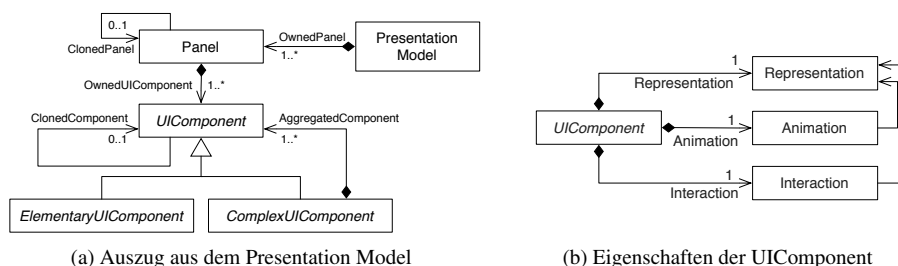 0..1
ClonedPanel
Panel
OwnedPanel
1..*
Presentation
Model
OwnedUIComponent
1..*
ClonedComponent
0..1
UIComponent
AggregatedComponent
1..*
ElementaryUIComponent
ComplexUIComponent
(a) Auszug aus dem Presentation Model
UIComponent
1
Representation
Representation
1
Animation
Animation
1
Interaction
Interaction
(b) Eigenschaften der UIComponent